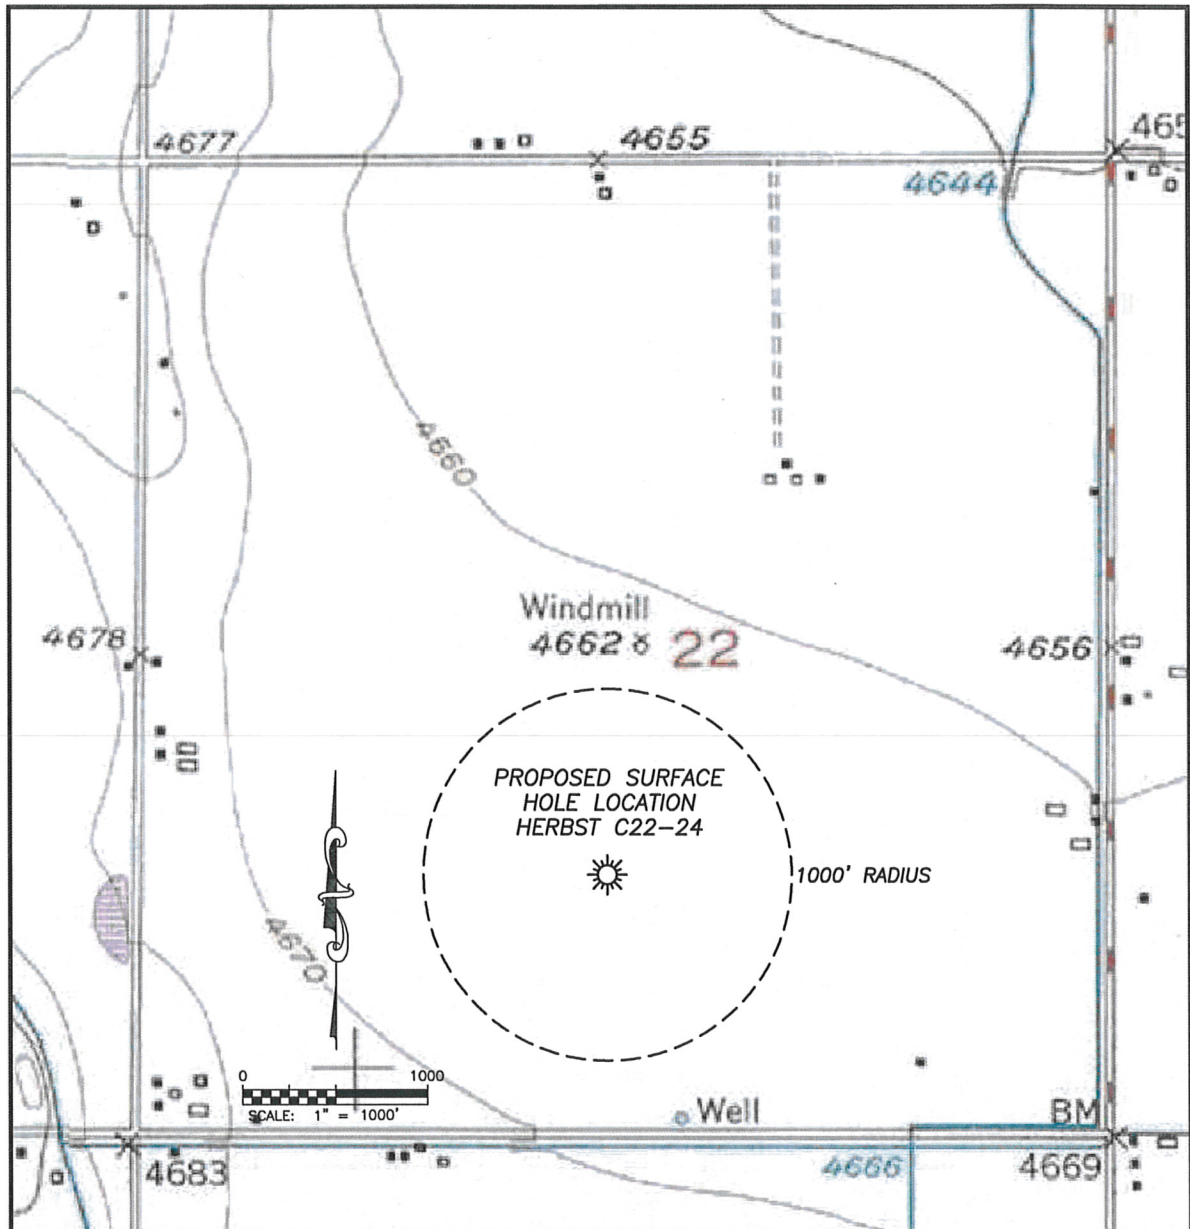 4677
4655
465
4644
4660
Windmill
4662
22
4678
4656
PROPOSED SURFACE
HOLE LOCATION
HERBST C22-24
1000' RADIUS
4670
0 1000
SCALE: 1" = 1000'
Well
BM
4683
4666
4669